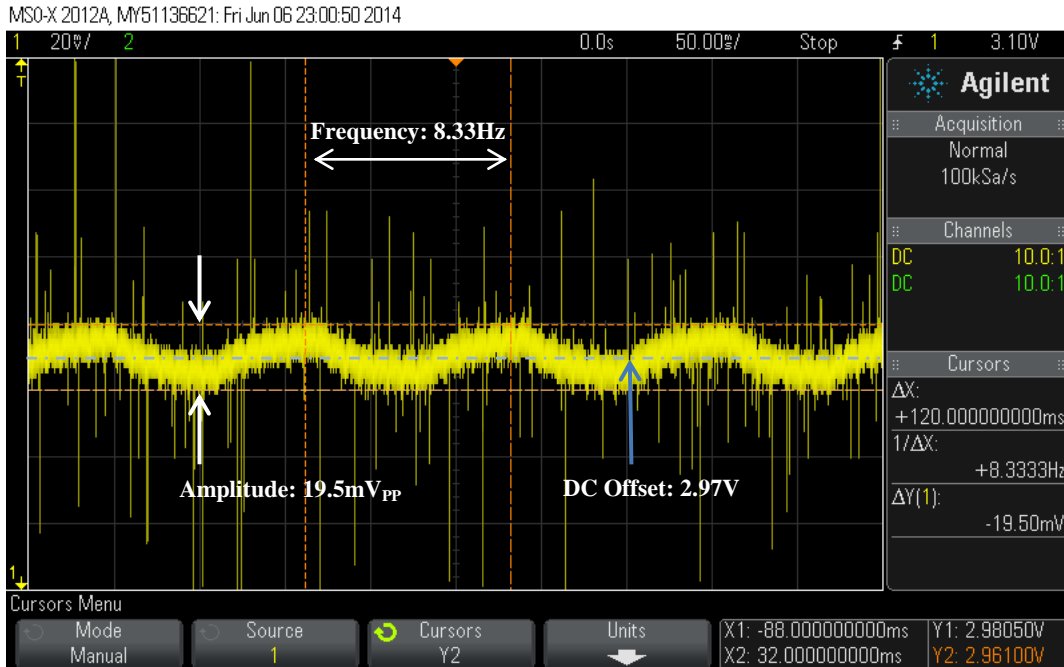 MSO-X 2012A, MY51136621: Fri Jun 06 23:00:50 2014
1 20mV/ 2 0.0s 50.00ms/ Stop 1 3.10V
T
Agilent
Acquisition
Normal
100kSa/s
Channels
DC 10.0:1
DC 10.0:1
Cursors
ΔX:
+120.000000000ms
1/ΔX:
+8.3333Hz
ΔY(1):
-19.50mV
Frequency: 8.33Hz
Amplitude: 19.5mVPP
DC Offset: 2.97V
1
Cursors Menu
Mode
Manual
Source
1
Cursors
Y2
Units
X1: -88.000000000ms
X2: 32.000000000ms
Y1: 2.98050V
Y2: 2.96100V